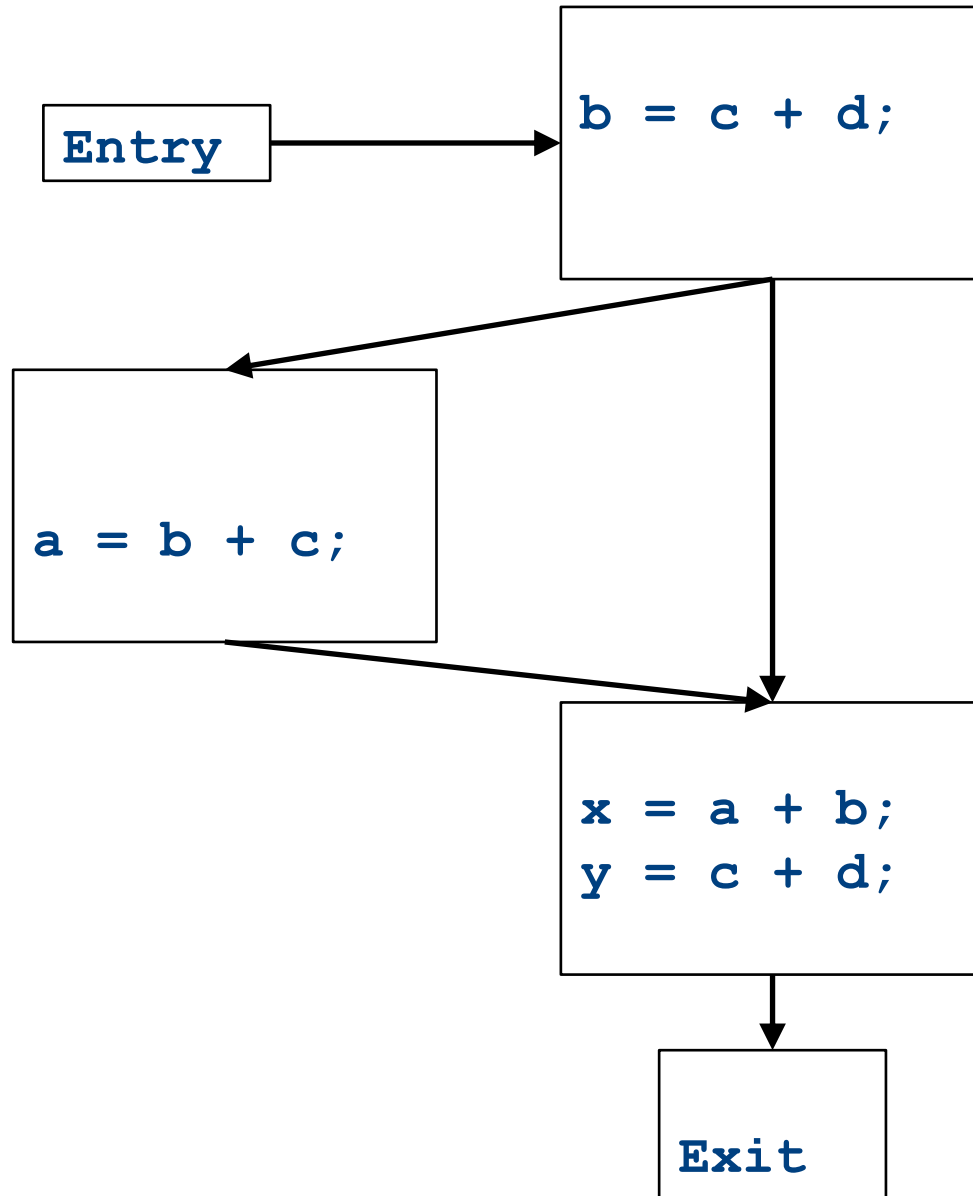 Entry
b = c + d;
a = b + c;
x = a + b;
y = c + d;
Exit